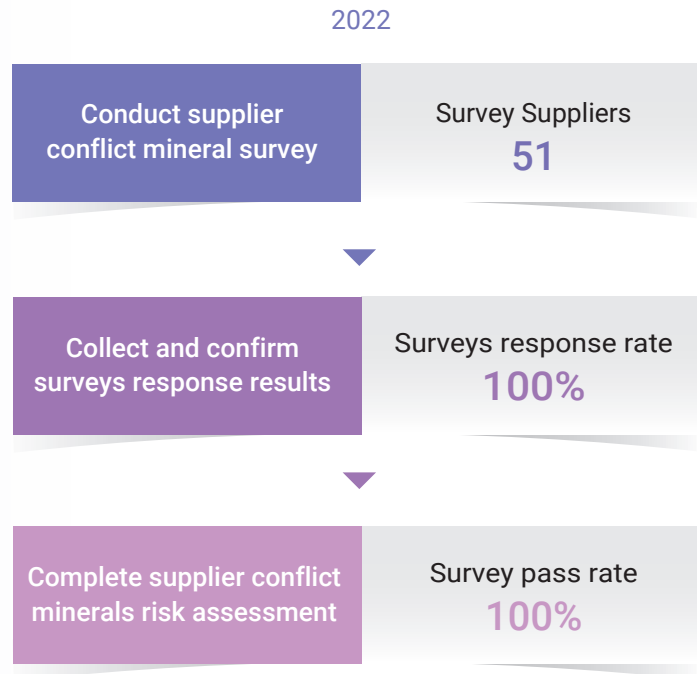 2022
Conduct supplier
conflict mineral survey
Survey Suppliers
51
Collect and confirm
surveys response results
Surveys response rate
100%
Complete supplier conflict
minerals risk assessment
Survey pass rate
100%